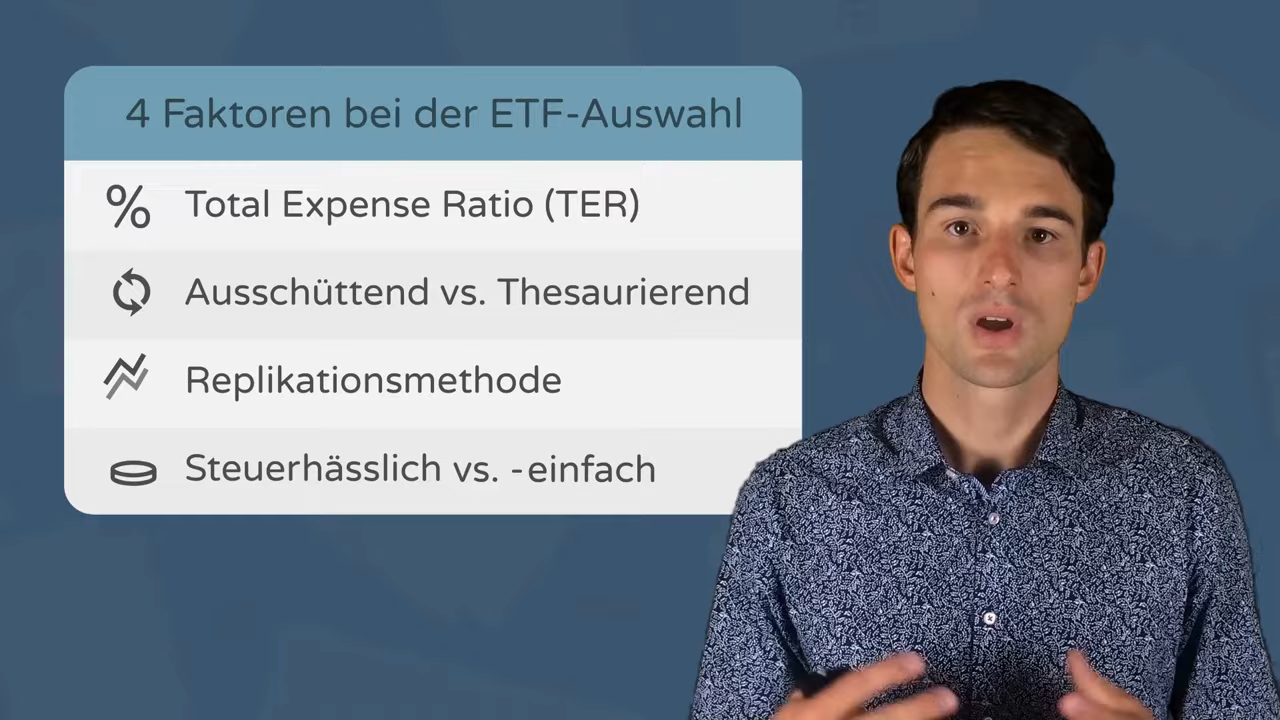 4 Faktoren bei der ETF-Auswahl
% Total Expense Ratio (TER)
Ausschüttend vs. Thesaurierend
Replikationsmethode
Steuerhässlich vs. -einfach